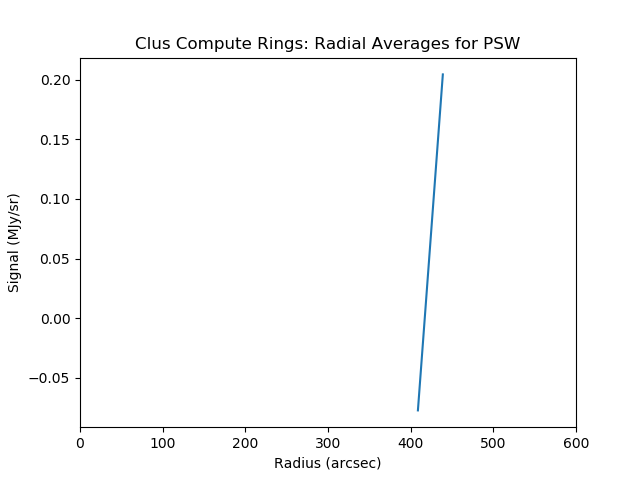 Clus Compute Rings: Radial Averages for PSW
Signal (MJy/sr)
0.20
0.15
0.10
0.05
0.00
−0.05
0 100 200 300 400 500 600
Radius (arcsec)